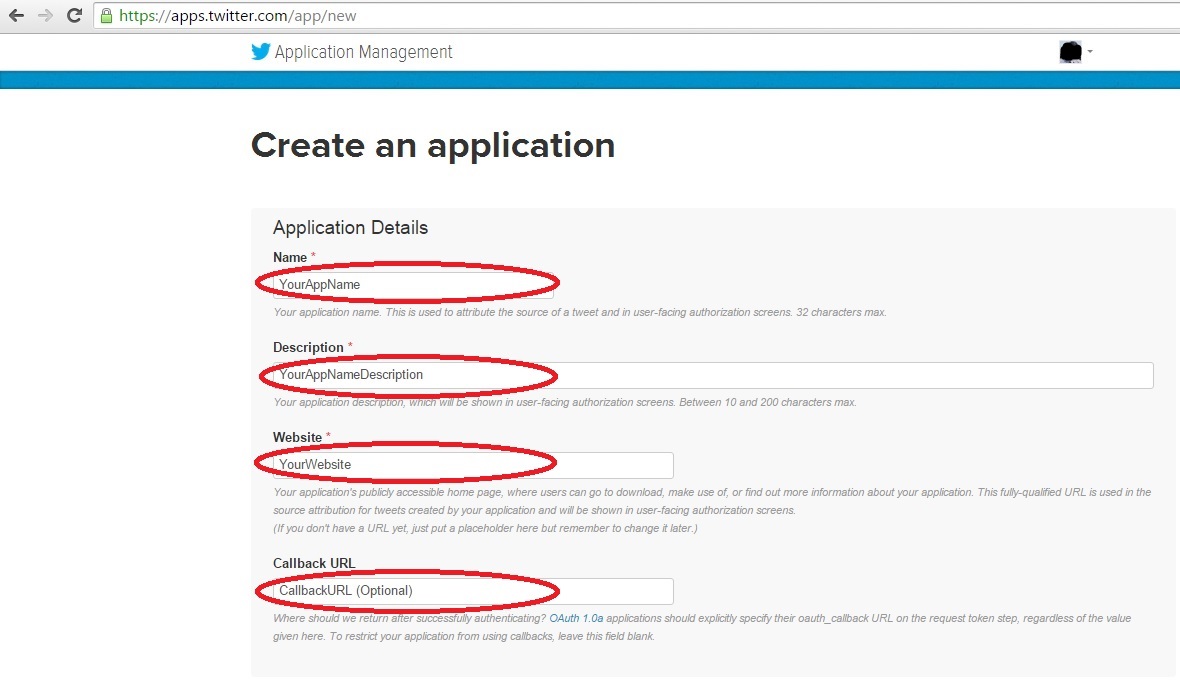 https://apps.twitter.com/app/new
Application Management
Create an application
Application Details
Name *
YourAppName
Your application name. This is used to attribute the source of a tweet and in user-facing authorization screens. 32 characters max.
Description *
YourAppNameDescription
Your application description, which will be shown in user-facing authorization screens. Between 10 and 200 characters max.
Website *
YourWebsite
Your application's publicly accessible home page, where users can go to download, make use of, or find out more information about your application. This fully-qualified URL is used in the
source attribution for tweets created by your application and will be shown in user-facing authorization screens.
(If you don't have a URL yet, just put a placeholder here but remember to change it later.)
Callback URL
CallbackURL (Optional)
Where should we return after successfully authenticating? OAuth 1.0a applications should explicitly specify their oauth_callback URL on the request token step, regardless of the value
given here. To restrict your application from using callbacks, leave this field blank.